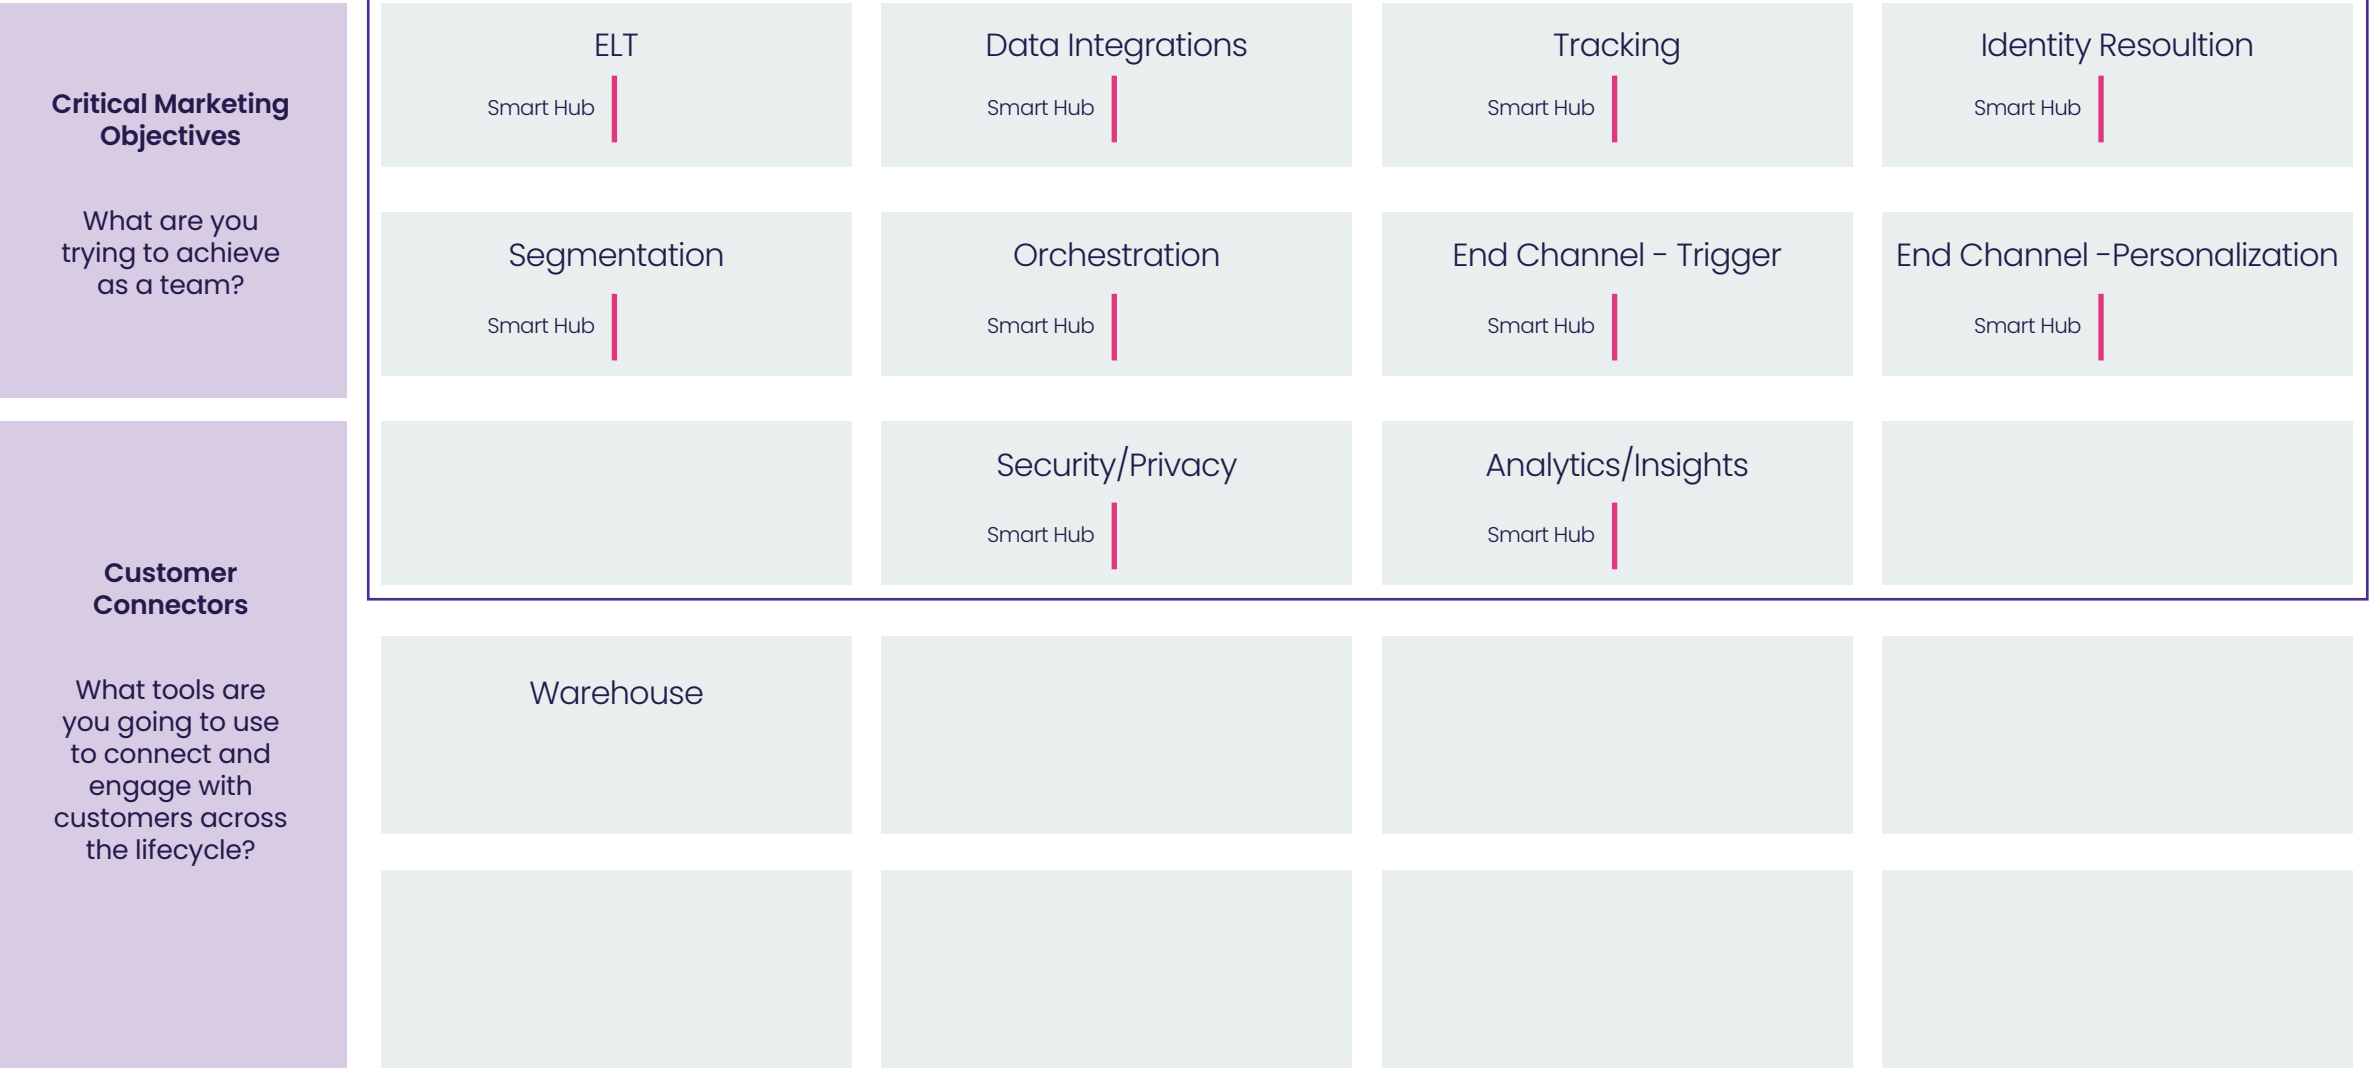 Critical Marketing
Objectives
What are you
trying to achieve
as a team?
ELT
Smart Hub
Data Integrations
Smart Hub
Tracking
Smart Hub
Identity Resoultion
Smart Hub
Segmentation
Smart Hub
Orchestration
Smart Hub
End Channel - Trigger
Smart Hub
End Channel -Personalization
Smart Hub
Customer
Connectors
What tools are
you going to use
to connect and
engage with
customers across
the lifecycle?
Security/Privacy
Smart Hub
Analytics/Insights
Smart Hub
Warehouse